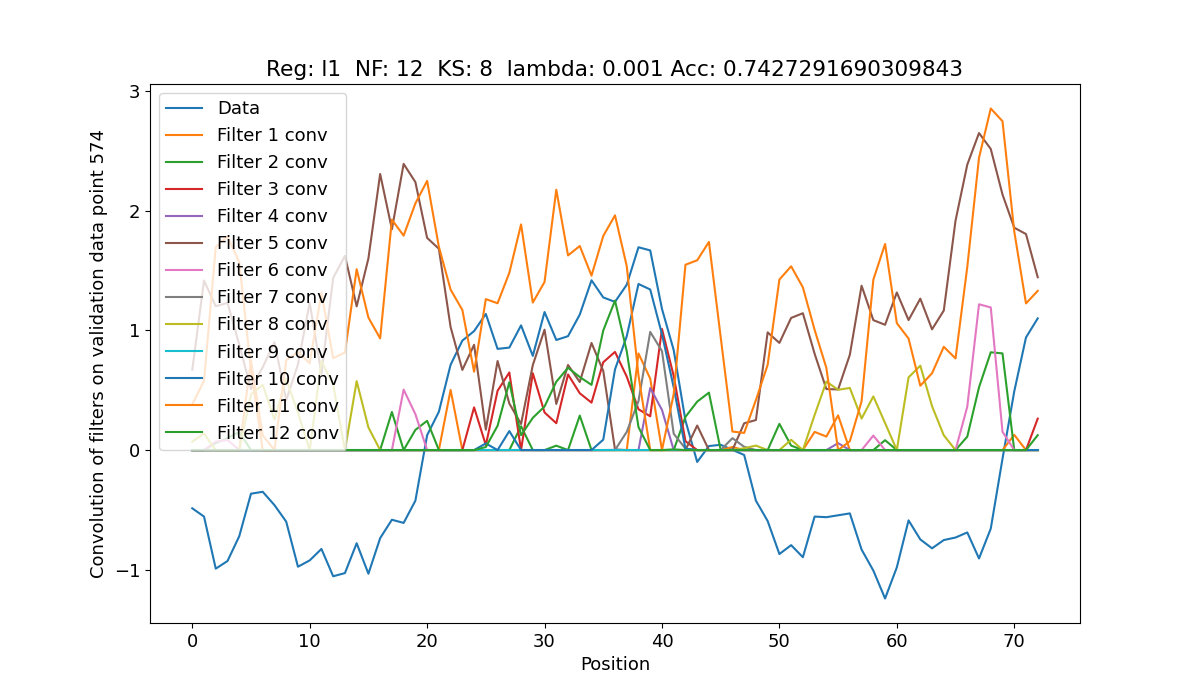 Reg: l1  NF: 12  KS: 8  lambda: 0.001 Acc: 0.7427291690309843
Convolution of filters on validation data point 574
3
2
1
0
−1
Data
Filter 1 conv
Filter 2 conv
Filter 3 conv
Filter 4 conv
Filter 5 conv
Filter 6 conv
Filter 7 conv
Filter 8 conv
Filter 9 conv
Filter 10 conv
Filter 11 conv
Filter 12 conv
0 10 20 30 40 50 60 70
Position